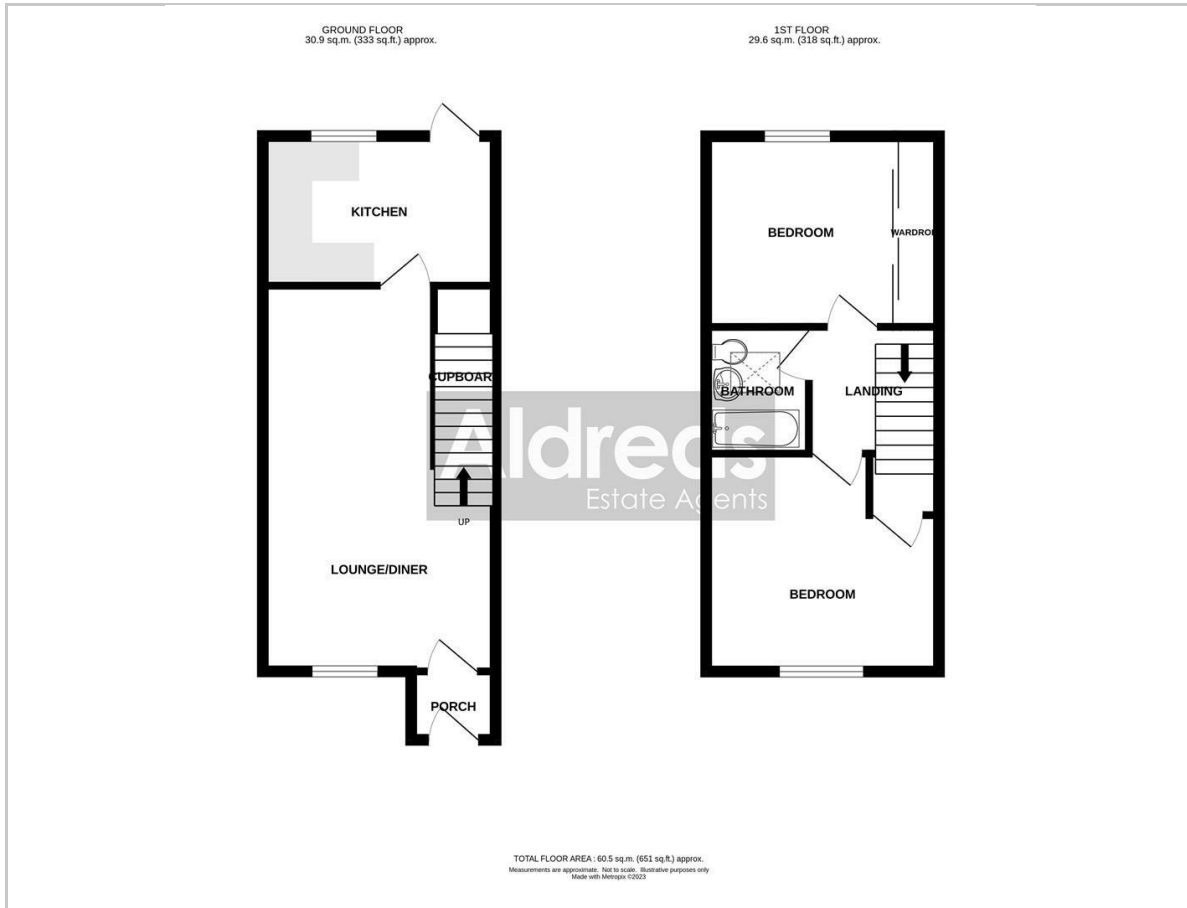 GROUND FLOOR
30.9 sq.m. (333 sq.ft.) approx.
1ST FLOOR
29.6 sq.m. (318 sq.ft.) approx.
KITCHEN
CUPBOAR
UP
LOUNGE/DINER
PORCH
BEDROOM
WARDROB
BATHROOM
LANDING
BEDROOM
Aldreds
Estate Agents
TOTAL FLOOR AREA : 60.5 sq.m. (651 sq.ft.) approx.
Measurements are approximate. Not to scale. Illustrative purposes only
Made with Metropix ©2023